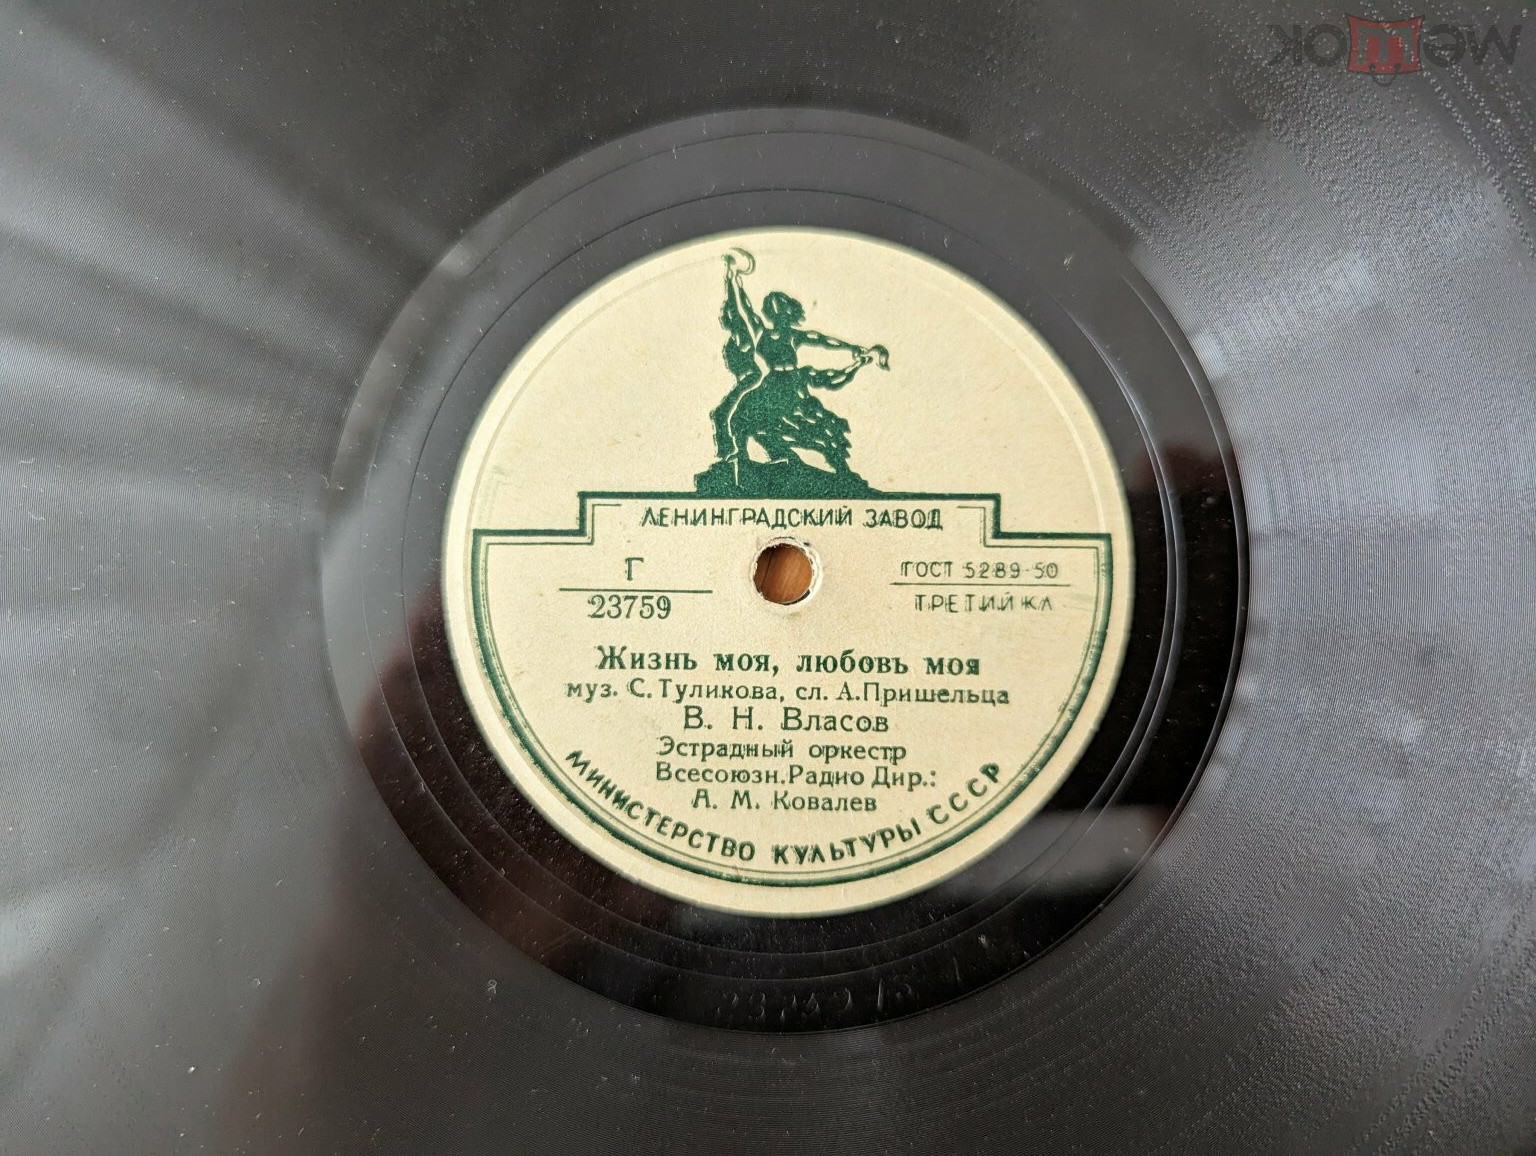 ЛЕНИНГРАДСКИЙ ЗАВОД
Г
23759
ГОСТ 5289-50
ТРЕТИЙ КЛ
Жизнь моя, любовь моя
муз. С. Туликова, сл. А.Пришельца
В. Н. Власов
Эстрадный оркестр
Всесоюзн.Радио Дир.:
А. М. Ковалев
МИНИСТЕРСТВО КУЛЬТУРЫ СССР